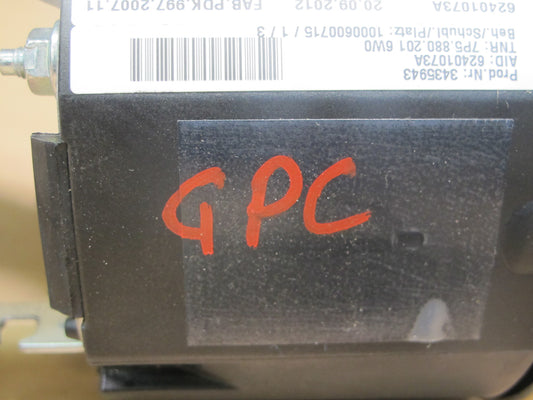 Prod.nr: 3435943
AID: 62401073A
TNR: 7P5.880.201 6W0
Beh./Schubl./Platz: 1000600715 / 1 / 3
62401073A 20.09.2012 FAB.PDK.997.2007.11
GPC